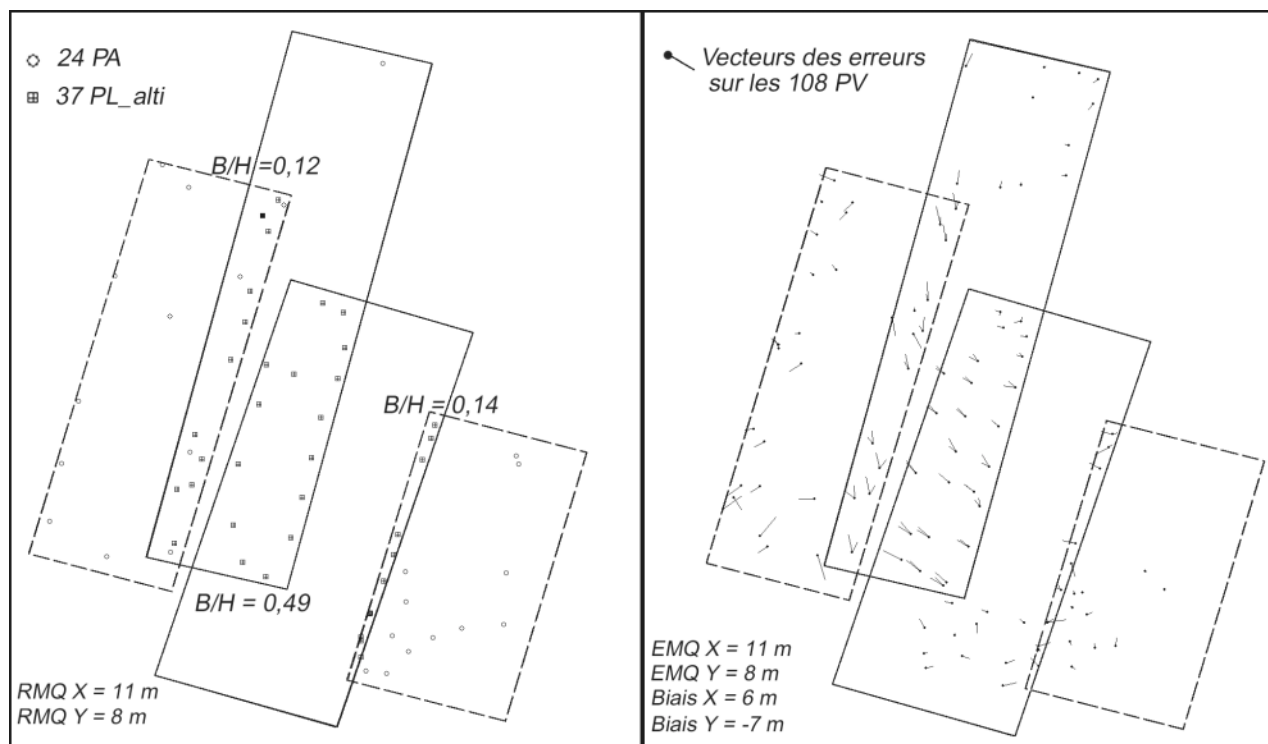 24 PA
37 PL_alti
B/H =0,12
B/H = 0,14
B/H = 0,49
RMQ X = 11 m
RMQ Y = 8 m
Vecteurs des erreurs
sur les 108 PV
EMQ X = 11 m
EMQ Y = 8 m
Biais X = 6 m
Biais Y = -7 m